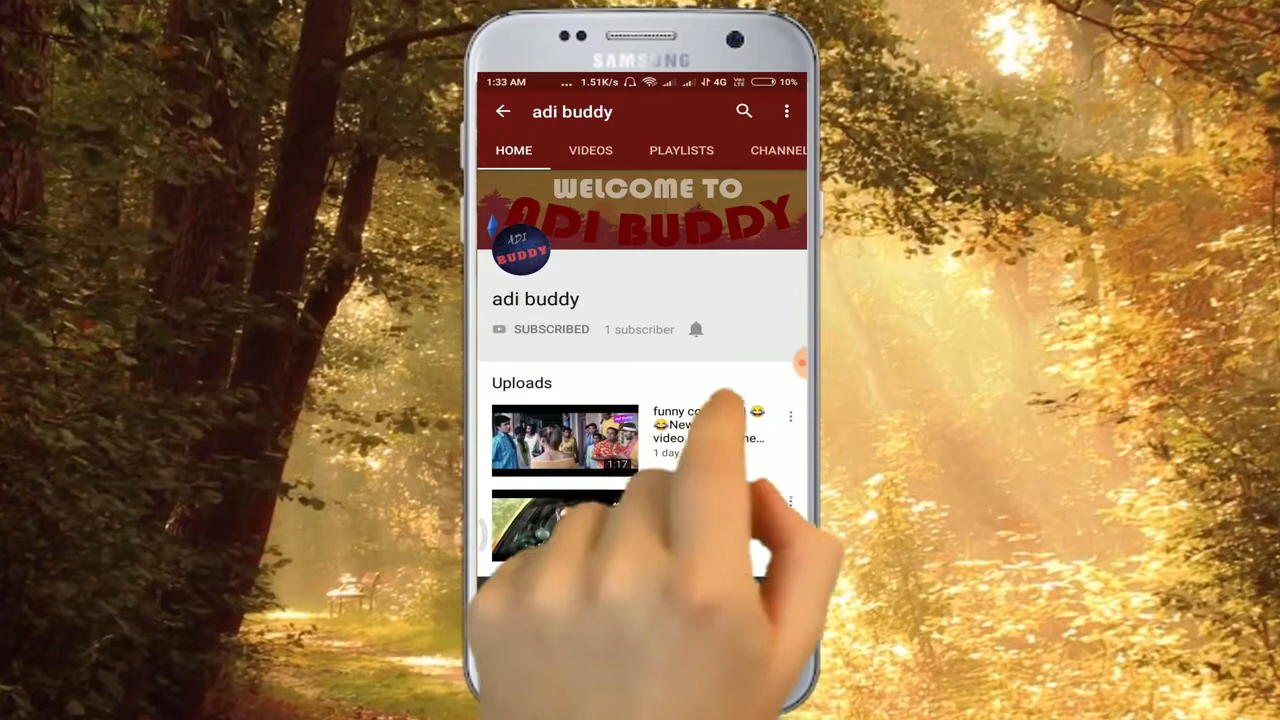 SAMSUNG
1:33 AM ... 1.51K/s 4G 10%
adi buddy
HOME VIDEOS PLAYLISTS CHANNEL
WELCOME TO
ADI BUDDY
ADI
BUDDY
adi buddy
SUBSCRIBED 1 subscriber
Uploads
funny 😂
😂New
video
1 day
1:17